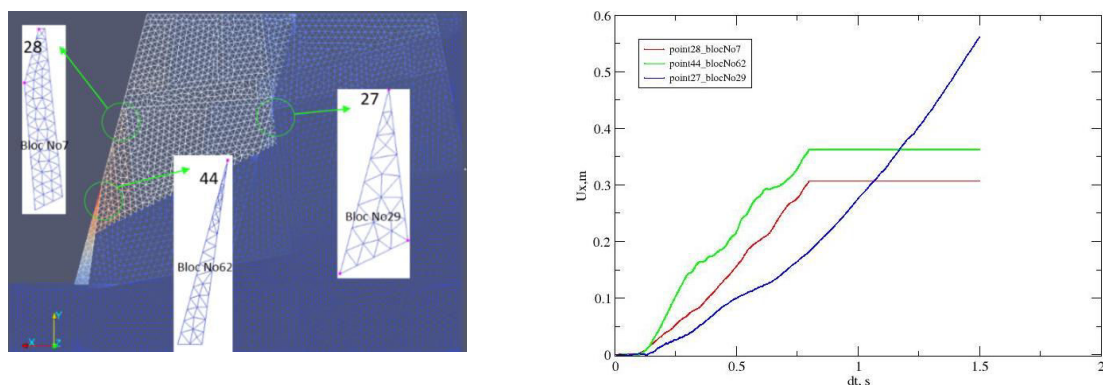 28
Bloc No7
44
Bloc No62
27
Bloc No29
Y
X
Z
0.6
0.5
0.4
0.3
0.2
0.1
0
Ux,m
point28_blocNo7
point44_blocNo62
point27_blocNo29
0
0.5
1
1.5
2
dt, s